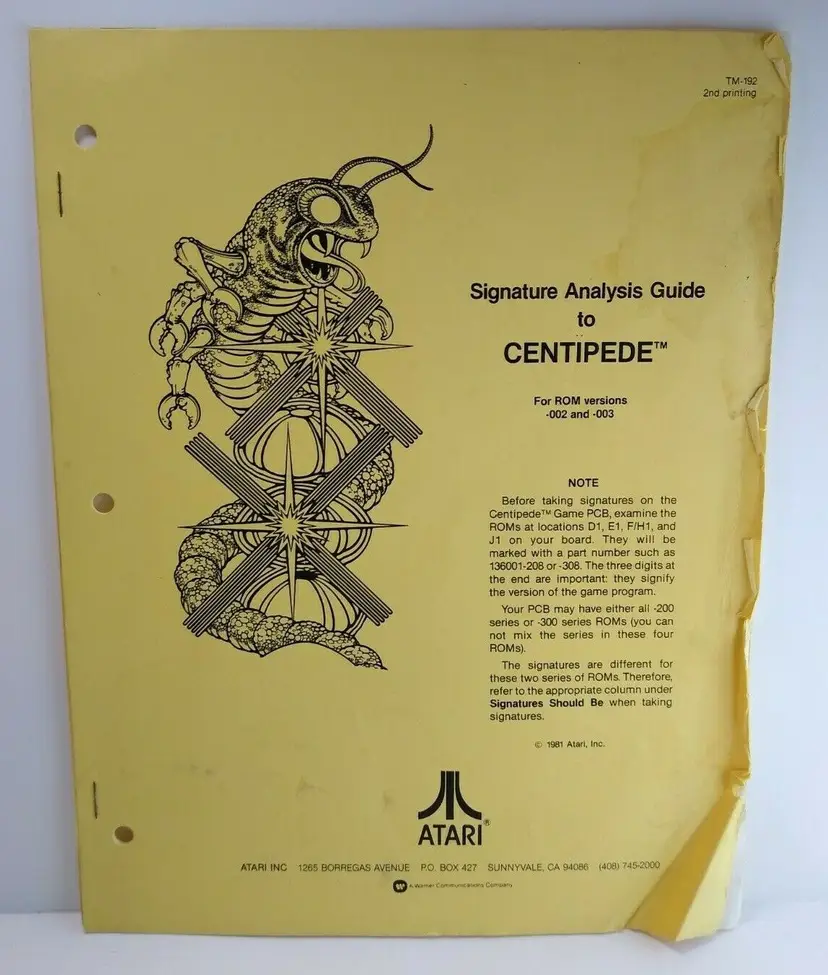 TM-192
2nd printing
Signature Analysis Guide
to
CENTIPEDE™
For ROM versions
-002 and -003
NOTE
Before taking signatures on the
Centipede™ Game PCB, examine the
ROMs at locations D1, E1, F/H1, and
J1 on your board. They will be
marked with a part number such as
136001-208 or -308. The three digits at
the end are important: they signify
the version of the game program.
Your PCB may have either all -200
series or -300 series ROMs (you can
not mix the series in these four
ROMs).
The signatures are different for
these two series of ROMs. Therefore,
refer to the appropriate column under
Signatures Should Be when taking
signatures.
© 1981 Atari, Inc.
ATARI®
ATARI INC 1265 BORREGAS AVENUE P.O. BOX 427 SUNNYVALE, CA 94086 (408) 745-2000
A Warner Communications Company